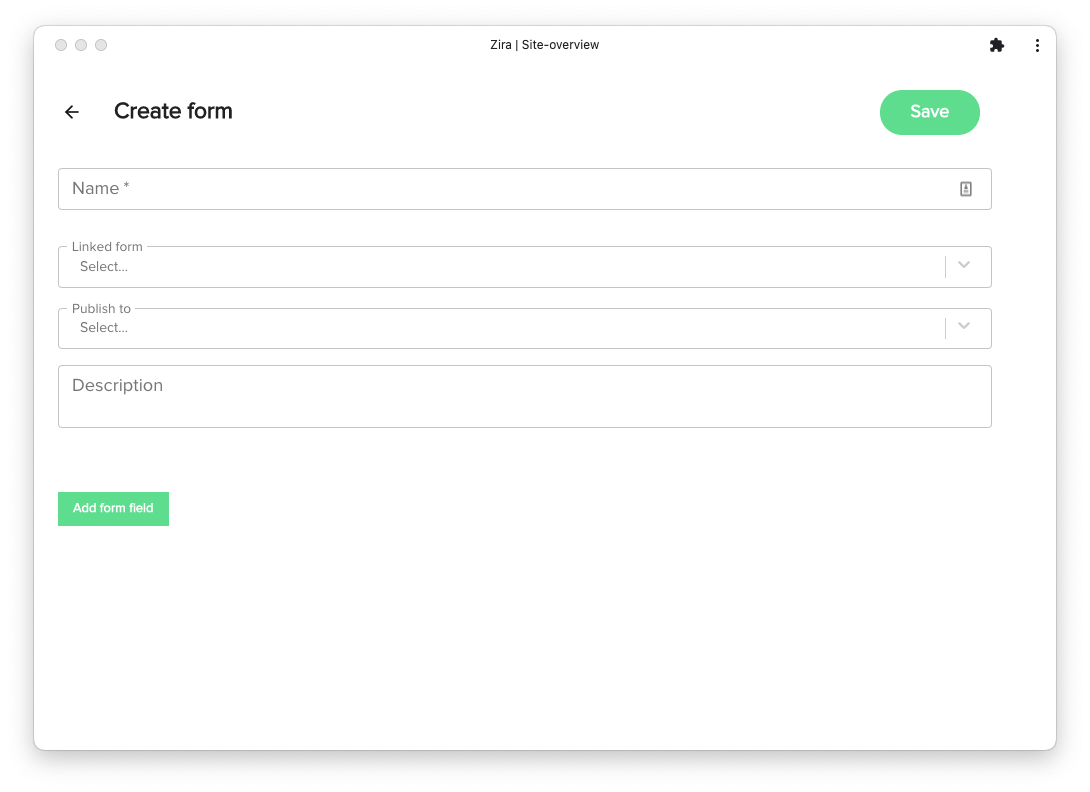 Zira | Site-overview
Create form
Save
Name *
Linked form
Select...
Publish to
Select...
Description
Add form field